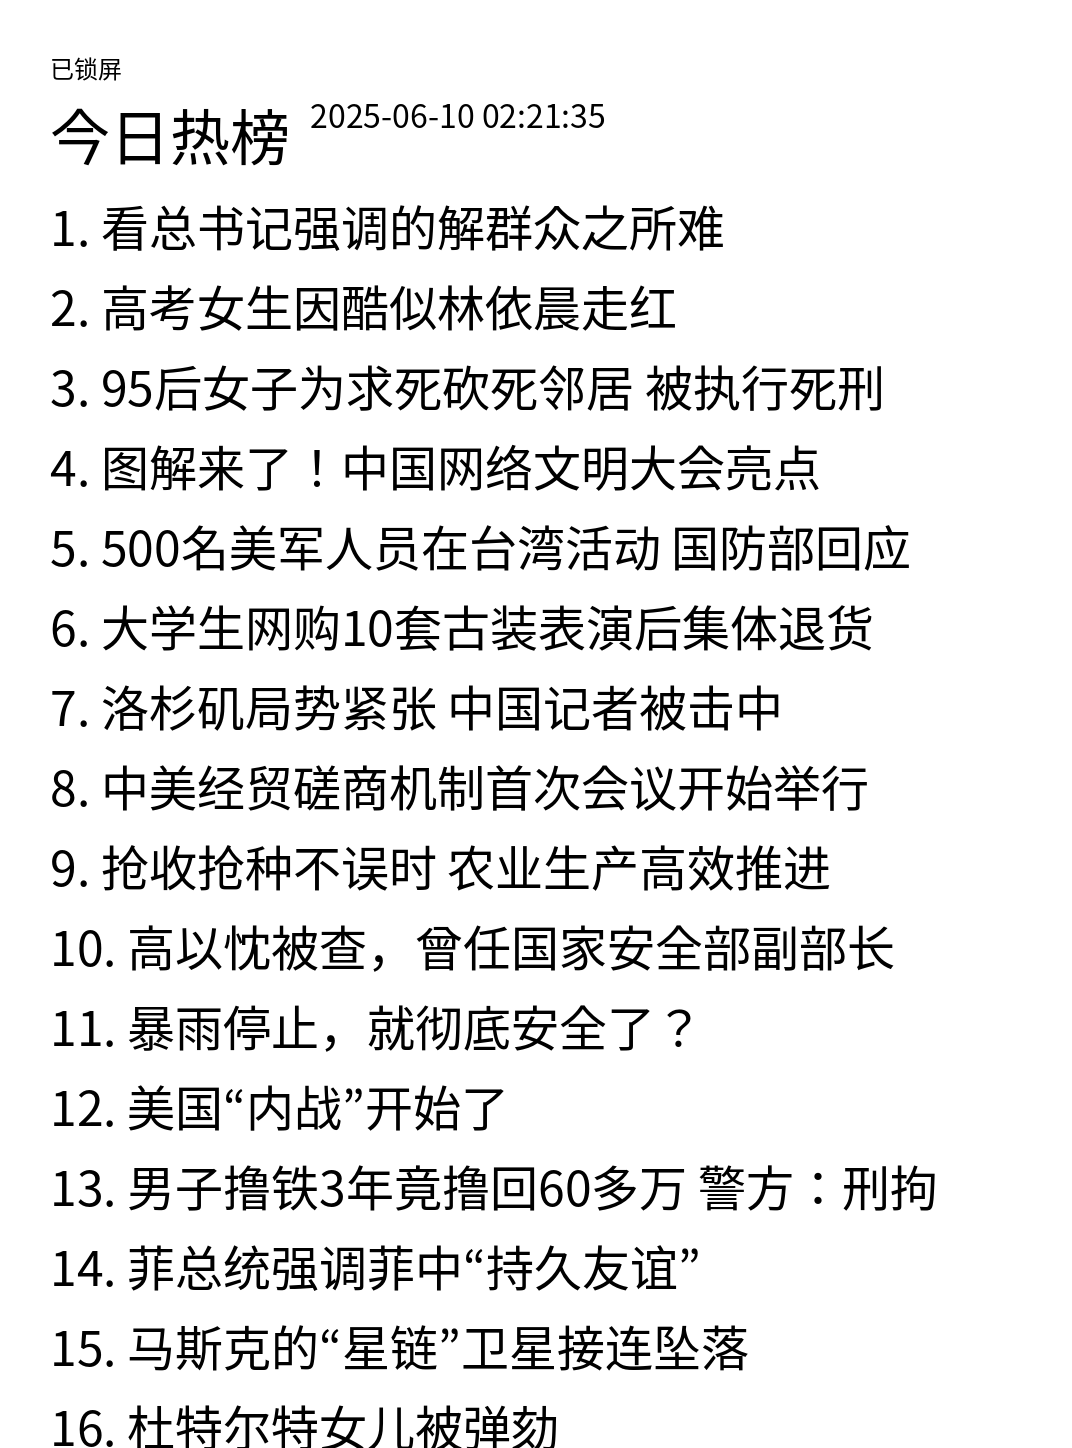 已锁屏
今日热榜 2025-06-10 02:21:35
1. 看总书记强调的解群众之所难
2. 高考女生因酷似林依晨走红
3. 95后女子为求死砍死邻居 被执行死刑
4. 图解来了！中国网络文明大会亮点
5. 500名美军人员在台湾活动 国防部回应
6. 大学生网购10套古装表演后集体退货
7. 洛杉矶局势紧张 中国记者被击中
8. 中美经贸磋商机制首次会议开始举行
9. 抢收抢种不误时 农业生产高效推进
10. 高以忱被查，曾任国家安全部副部长
11. 暴雨停止，就彻底安全了？
12. 美国“内战”开始了
13. 男子撸铁3年竟撸回60多万 警方：刑拘
14. 菲总统强调菲中“持久友谊”
15. 马斯克的“星链”卫星接连坠落
16. 杜特尔特女儿被弹劾